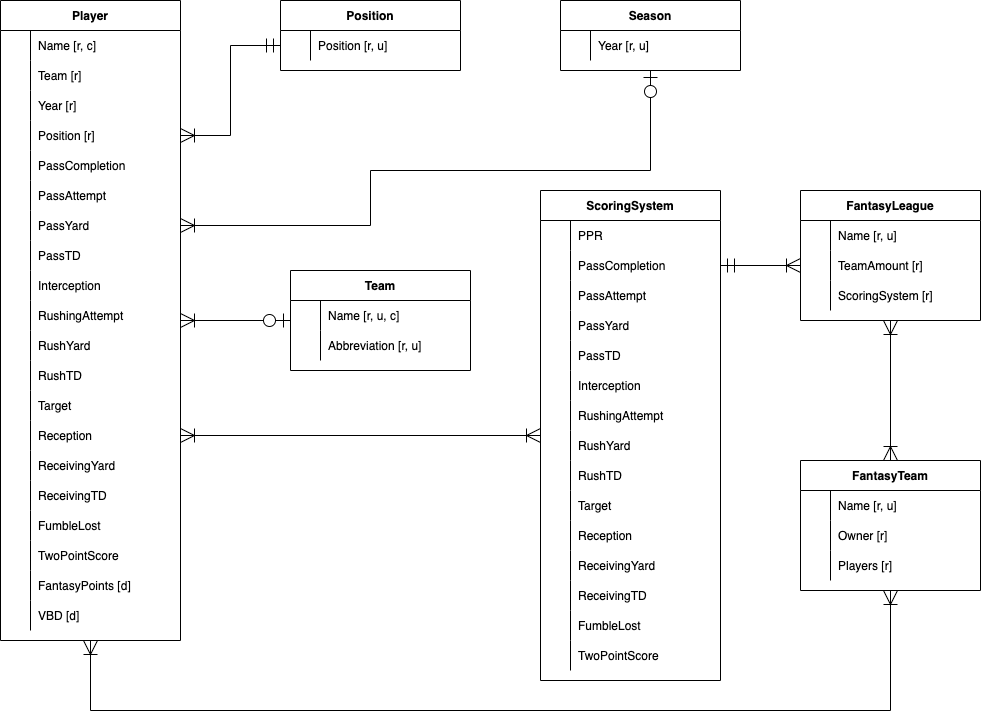 Player
Name [r, c]
Team [r]
Year [r]
Position [r]
PassCompletion
PassAttempt
PassYard
PassTD
Interception
RushingAttempt
RushYard
RushTD
Target
Reception
ReceivingYard
ReceivingTD
FumbleLost
TwoPointScore
FantasyPoints [d]
VBD [d]
Position
Position [r, u]
Season
Year [r, u]
Team
Name [r, u, c]
Abbreviation [r, u]
ScoringSystem
PPR
PassCompletion
PassAttempt
PassYard
PassTD
Interception
RushingAttempt
RushYard
RushTD
Target
Reception
ReceivingYard
ReceivingTD
FumbleLost
TwoPointScore
FantasyLeague
Name [r, u]
TeamAmount [r]
ScoringSystem [r]
FantasyTeam
Name [r, u]
Owner [r]
Players [r]